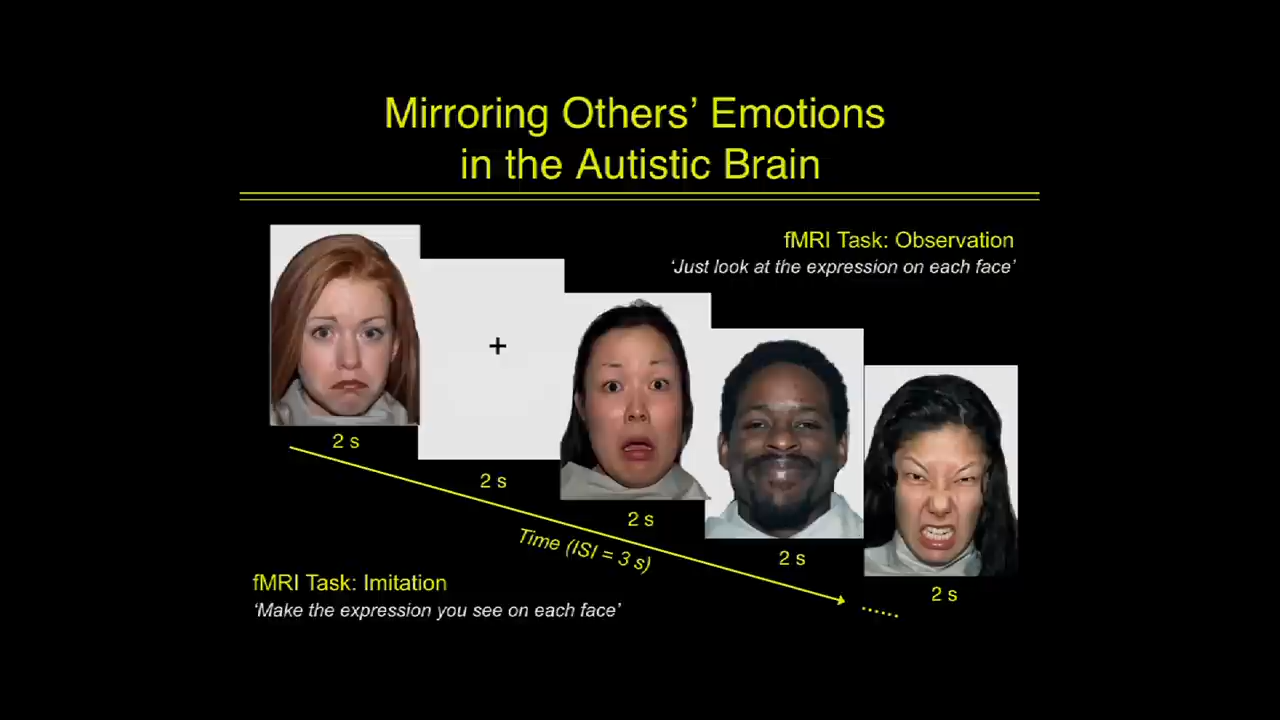 Mirroring Others’ Emotions
in the Autistic Brain
fMRI Task: Observation
‘Just look at the expression on each face’
+
2 s
2 s
2 s
2 s
2 s
Time (ISI = 3 s)
......
fMRI Task: Imitation
‘Make the expression you see on each face’